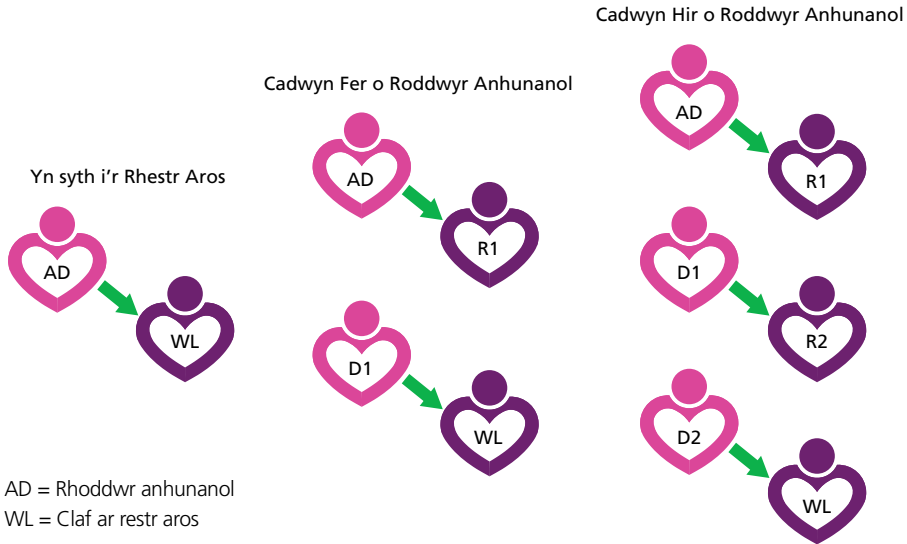 Yn syth i'r Rhestr Aros
AD
WL
Cadwyn Fer o Roddwyr Anhunanol
AD
R1
D1
WL
Cadwyn Hir o Roddwyr Anhunanol
AD
R1
D1
R2
D2
WL
AD = Rhoddwr anhunanol
WL = Claf ar restr aros